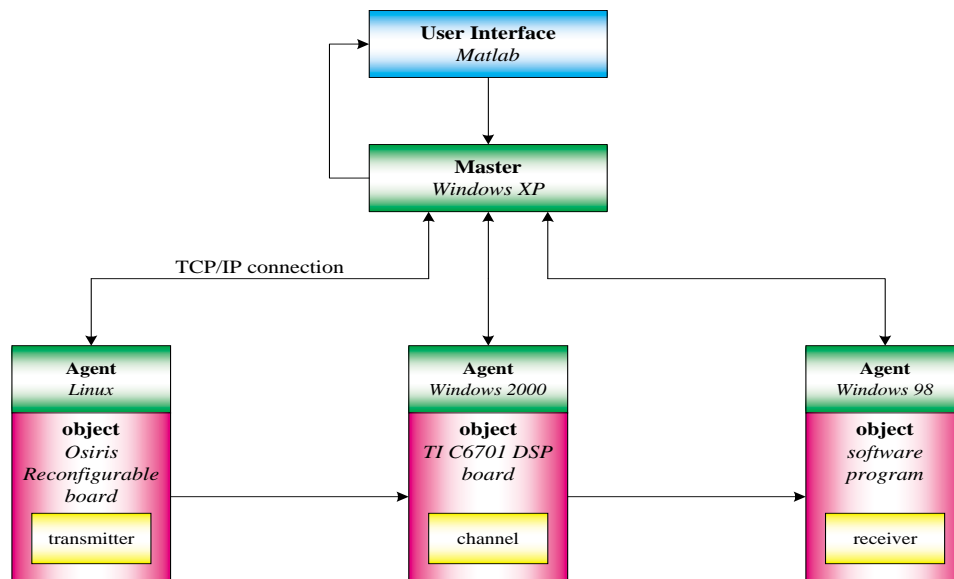 User Interface
Matlab
Master
Windows XP
TCP/IP connection
Agent
Linux
object
Osiris
Reconfigurable
board
transmitter
Agent
Windows 2000
object
TI C6701 DSP
board
channel
Agent
Windows 98
object
software
program
receiver